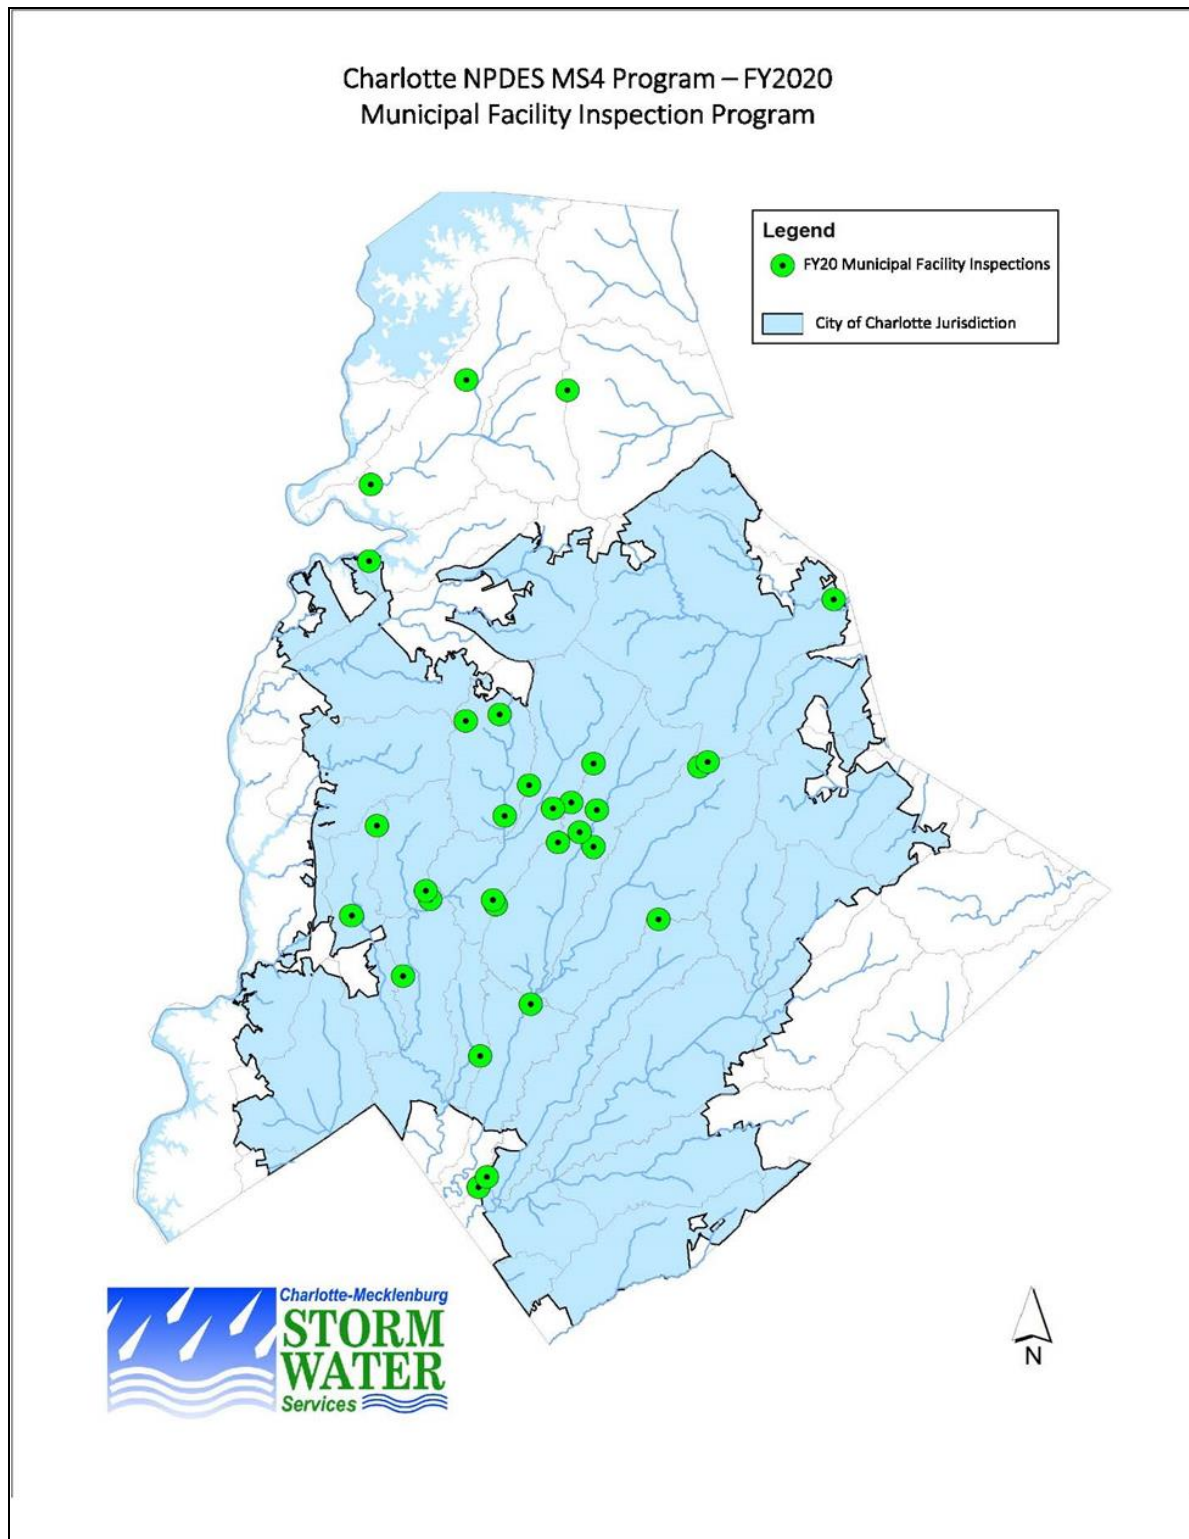 Charlotte NPDES MS4 Program – FY2020
Municipal Facility Inspection Program
Legend
FY20 Municipal Facility Inspections
City of Charlotte Jurisdiction
Charlotte-Mecklenburg
STORM
WATER
Services
N